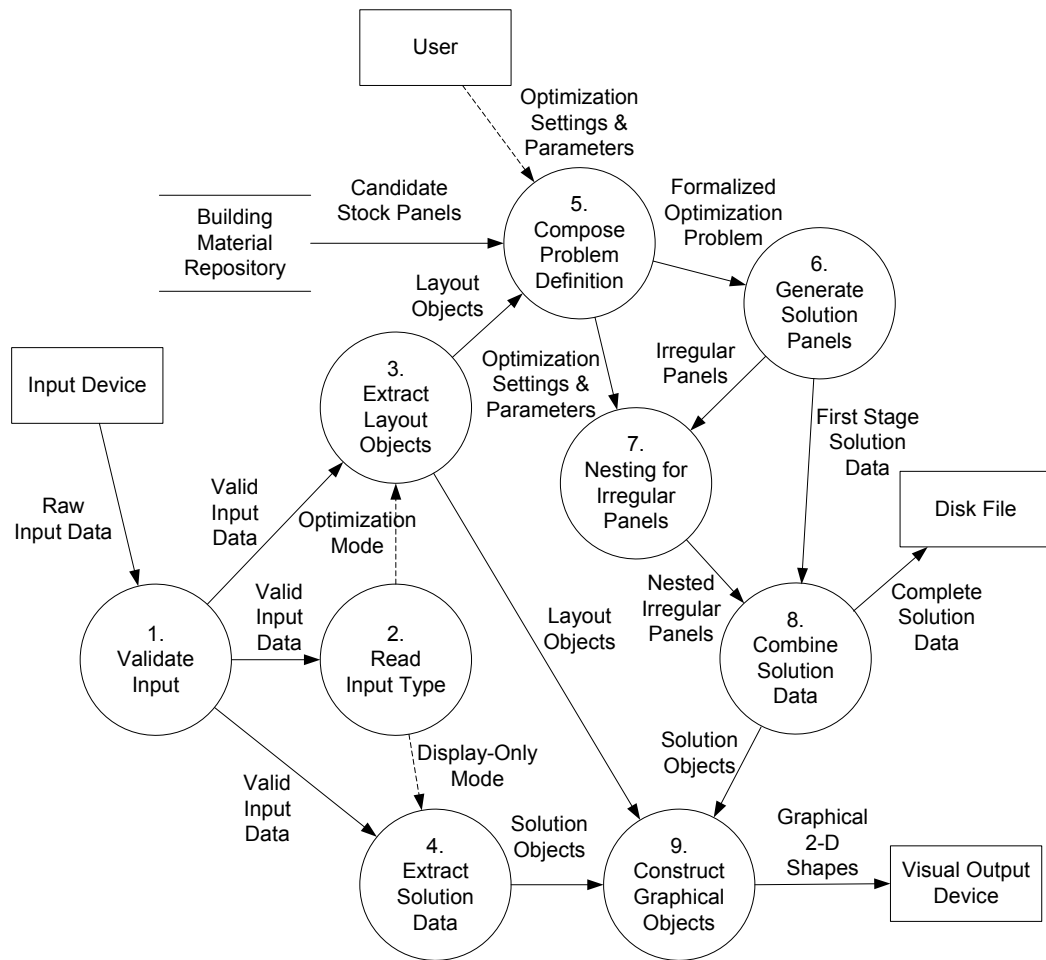 User
Optimization
Settings &
Parameters
Candidate
Stock Panels
Building
Material
Repository
5.
Compose
Problem
Definition
Formalized
Optimization
Problem
6.
Generate
Solution
Panels
Layout
Objects
Input Device
3.
Extract
Layout
Objects
Optimization
Settings &
Parameters
Irregular
Panels
7.
Nesting for
Irregular
Panels
First Stage
Solution
Data
Disk File
Raw
Input Data
Valid
Input
Data
Optimization
Mode
Valid
Input
Data
1.
Validate
Input
2.
Read
Input Type
Layout
Objects
Nested
Irregular
Panels
8.
Combine
Solution
Data
Complete
Solution
Data
Display-Only
Mode
Valid
Input
Data
Solution
Objects
4.
Extract
Solution
Data
Solution
Objects
9.
Construct
Graphical
Objects
Graphical
2-D
Shapes
Visual Output
Device